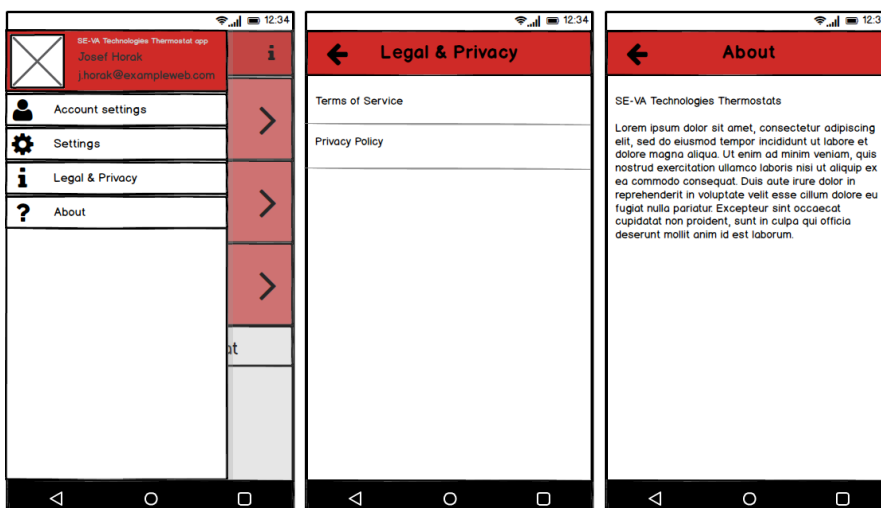 12:34
SE-VA Technologies Thermostat app
Josef Horak
j.horak@exampleweb.com
Account settings
Settings
Legal & Privacy
About
at
12:34
Legal & Privacy
Terms of Service
Privacy Policy
12:3
About
SE-VA Technologies Thermostats
Lorem ipsum dolor sit amet, consectetur adipiscing
elit, sed do eiusmod tempor incididunt ut labore et
dolore magna aliqua. Ut enim ad minim veniam, quis
nostrud exercitation ullamco laboris nisi ut aliquip ex
ea commodo consequat. Duis aute irure dolor in
reprehenderit in voluptate velit esse cillum dolore eu
fugiat nulla pariatur. Excepteur sint occaecat
cupidatat non proident, sunt in culpa qui officia
deserunt mollit anim id est laborum.